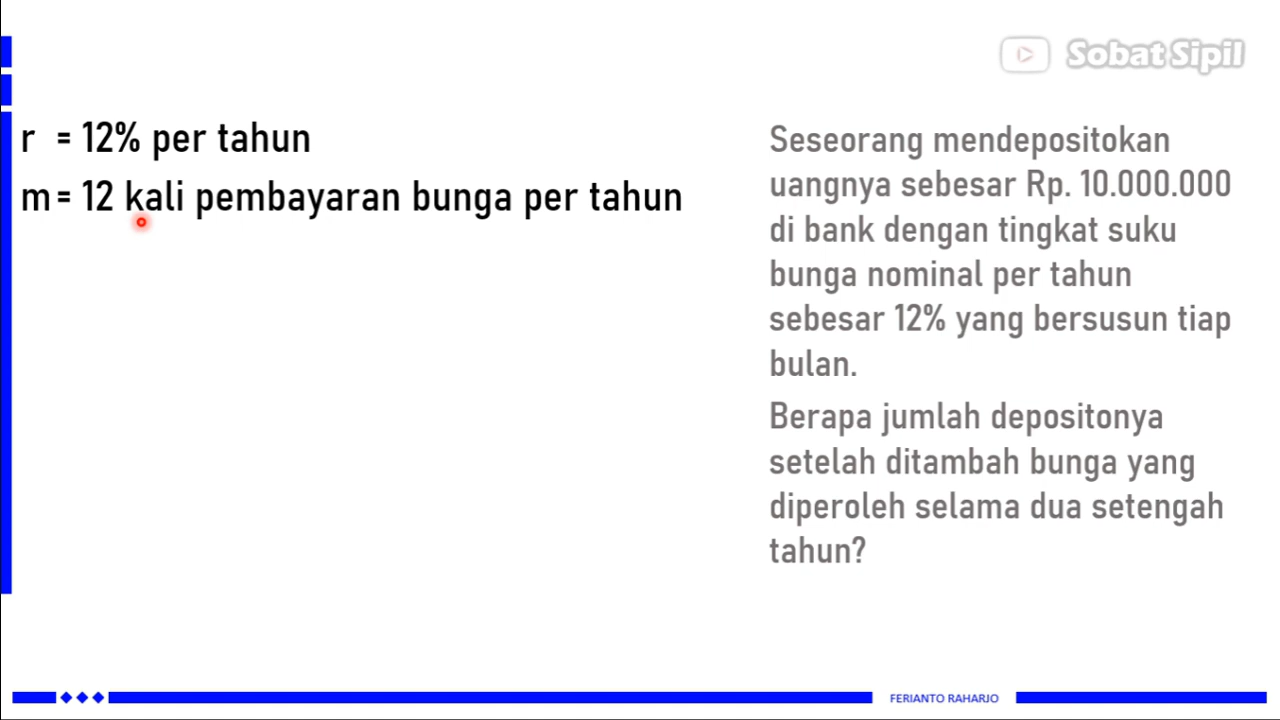 Sobat Sipil
r = 12% per tahun
m = 12 kali pembayaran bunga per tahun
Seseorang mendepositokan
uangnya sebesar Rp. 10.000.000
di bank dengan tingkat suku
bunga nominal per tahun
sebesar 12% yang bersusun tiap
bulan.
Berapa jumlah depositonya
setelah ditambah bunga yang
diperoleh selama dua setengah
tahun?
FERIANTO RAHARJO